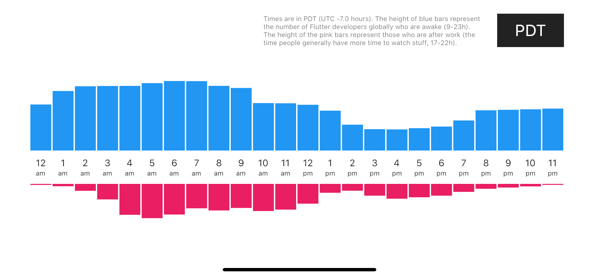 Times are in PDT (UTC -7.0 hours). The height of blue bars represent
the number of Flutter developers globally who are awake (9-23h).
The height of the pink bars represent those who are after work (the
time people generally have more time to watch stuff, 17-22h).
PDT
12 1 2 3 4 5 6 7 8 9 10 11 12 1 2 3 4 5 6 7 8 9 10 11
am am am am am am am am am am am am pm pm pm pm pm pm pm pm pm pm pm pm